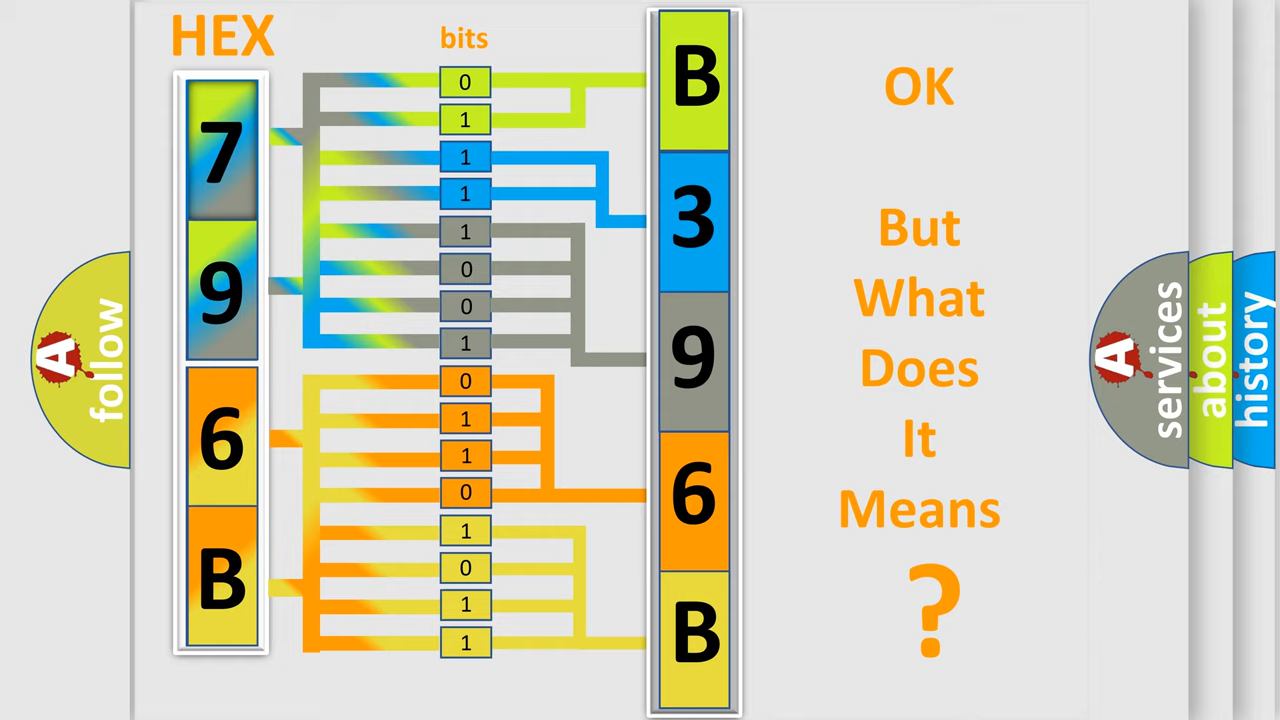 HEX
bits
7
9
6
B
0
1
1
1
1
0
0
1
0
1
1
0
1
0
1
1
B
3
9
6
B
OK
But
What
Does
It
Means
?
A
follow
A
services
about
history